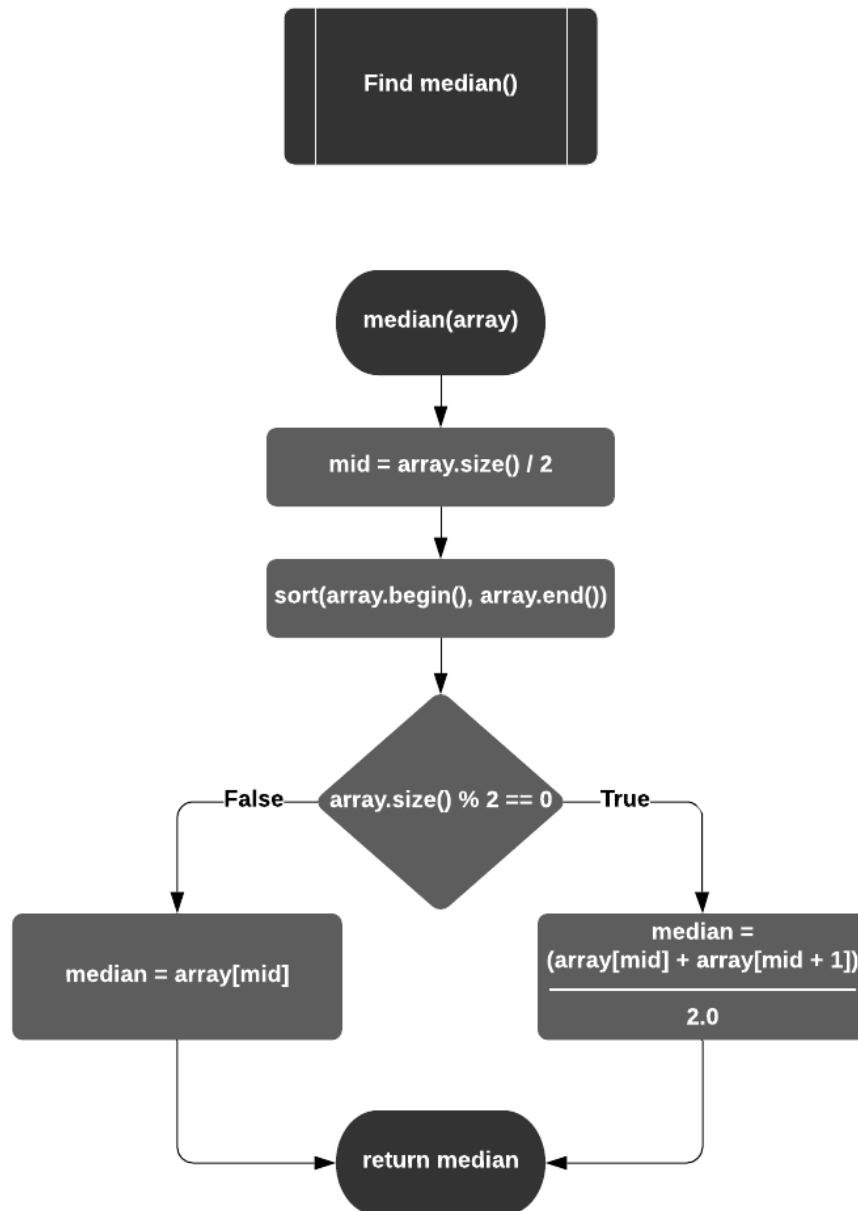 Find median()
median(array)
mid = array.size() / 2
sort(array.begin(), array.end())
array.size() % 2 == 0
False
True
median = array[mid]
median =
(array[mid] + array[mid + 1])
2.0
return median